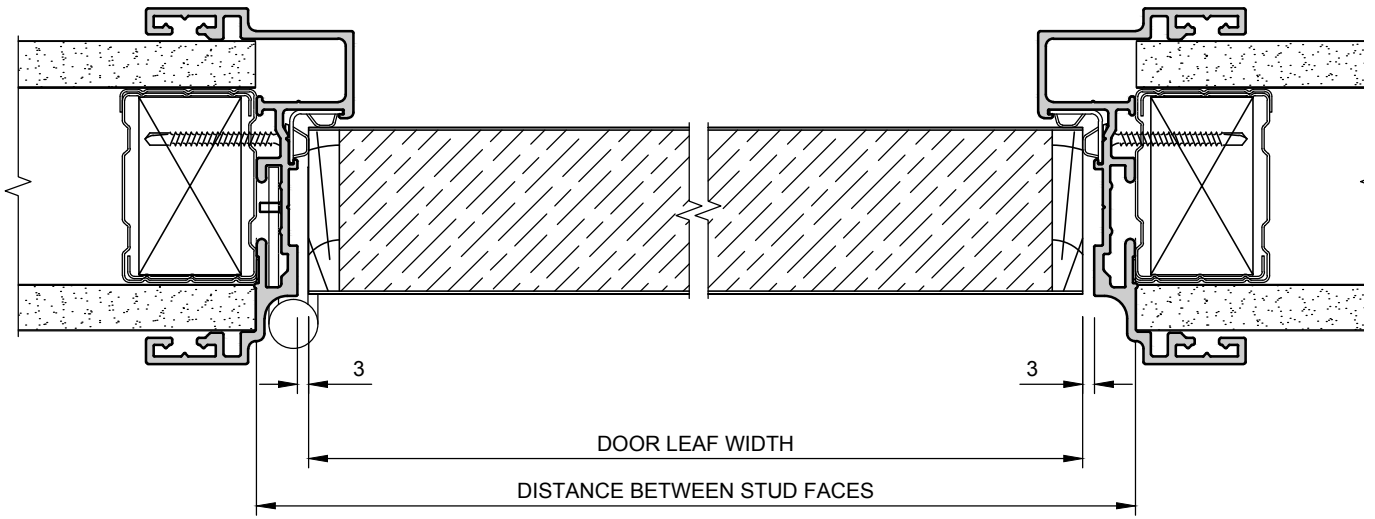 3
3
DOOR LEAF WIDTH
DISTANCE BETWEEN STUD FACES